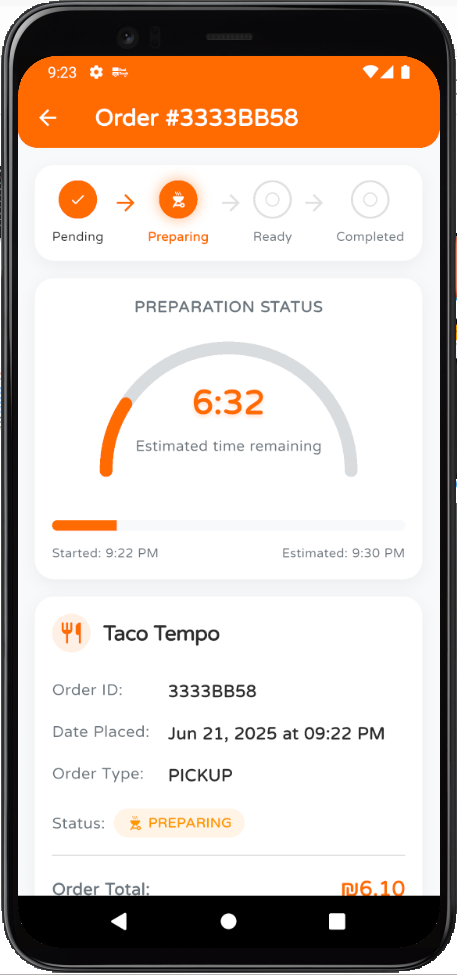 9:23
Order #3333BB58
Pending
Preparing
Ready
Completed
PREPARATION STATUS
6:32
Estimated time remaining
Started: 9:22 PM
Estimated: 9:30 PM
Taco Tempo
Order ID: 3333BB58
Date Placed: Jun 21, 2025 at 09:22 PM
Order Type: PICKUP
Status: PREPARING
Order Total: ₪6.10